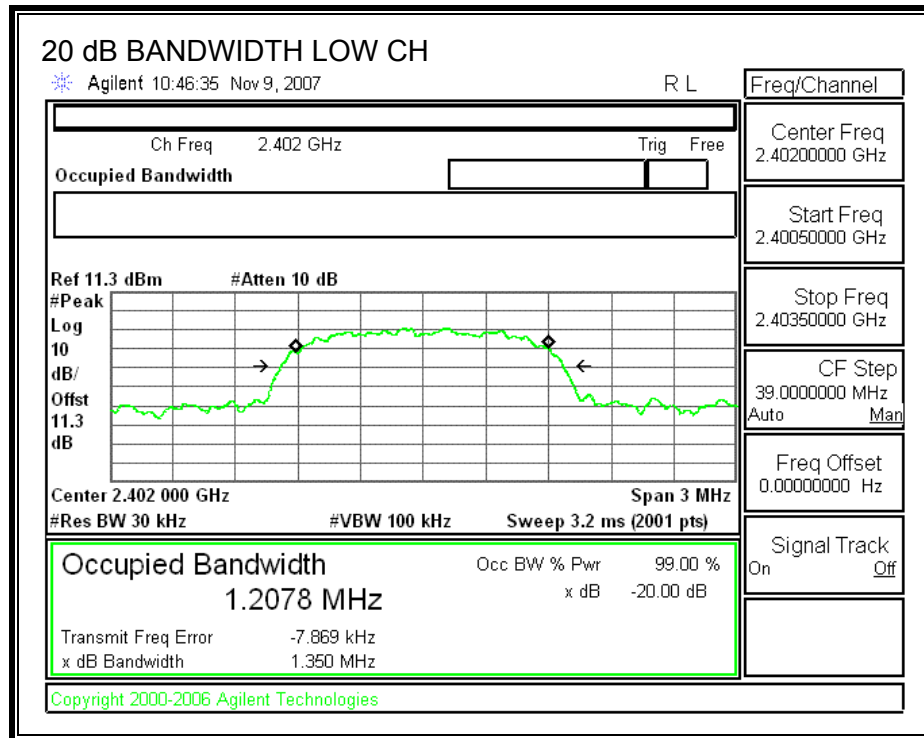 20 dB BANDWIDTH LOW CH
Agilent 10:46:35 Nov 9, 2007 R L
Freq/Channel
Ch Freq 2.402 GHz Trig Free
Occupied Bandwidth
Center Freq
2.40200000 GHz
Start Freq
2.40050000 GHz
Stop Freq
2.40350000 GHz
CF Step
39.0000000 MHz
Auto Man
Freq Offset
0.00000000 Hz
Signal Track
On Off
Ref 11.3 dBm #Atten 10 dB
#Peak
Log
10
dB/
Offst
11.3
dB
Center 2.402 000 GHz Span 3 MHz
#Res BW 30 kHz #VBW 100 kHz Sweep 3.2 ms (2001 pts)
Occupied Bandwidth Occ BW % Pwr 99.00 %
1.2078 MHz x dB -20.00 dB
Transmit Freq Error -7.869 kHz
x dB Bandwidth 1.350 MHz
Copyright 2000-2006 Agilent Technologies